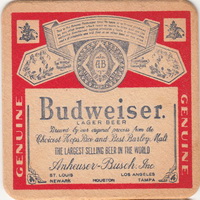 GENUINE
GENUINE
Budweiser.
LAGER BEER
Brewed by our original process from the
Choicest Hops, Rice and Best Barley Malt
THE LARGEST SELLING BEER IN THE WORLD
Anheuser-Busch, Inc.
ST. LOUIS LOS ANGELES
NEWARK HOUSTON TAMPA